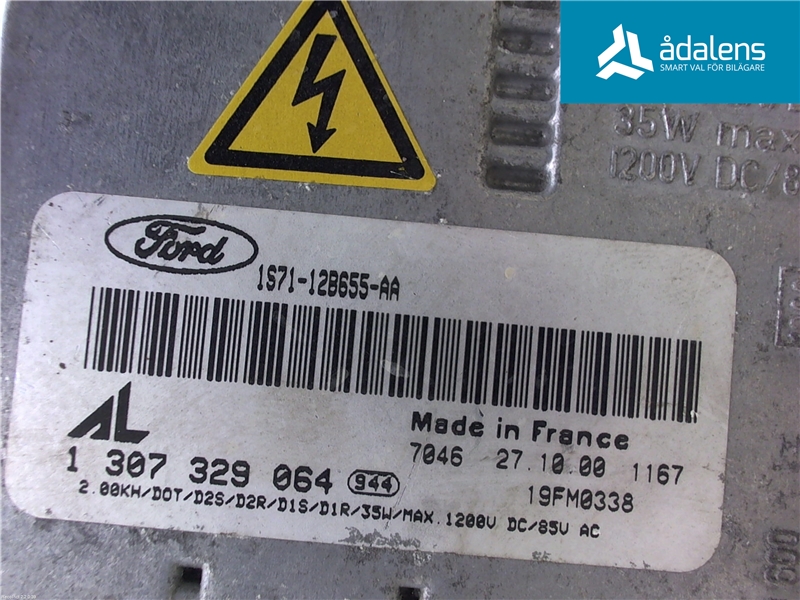 ådalens
SMART VAL FÖR BILÄGARE
35W max
1200V DC/8
Ford
1S71-12B655-AA
AL
Made in France
7046 27.10.00 1167
1 307 329 064 944
19FM0338
2.00KH/DOT/D2S/D2R/D1S/D1R/35W/MAX.1200V DC/85V AC
600